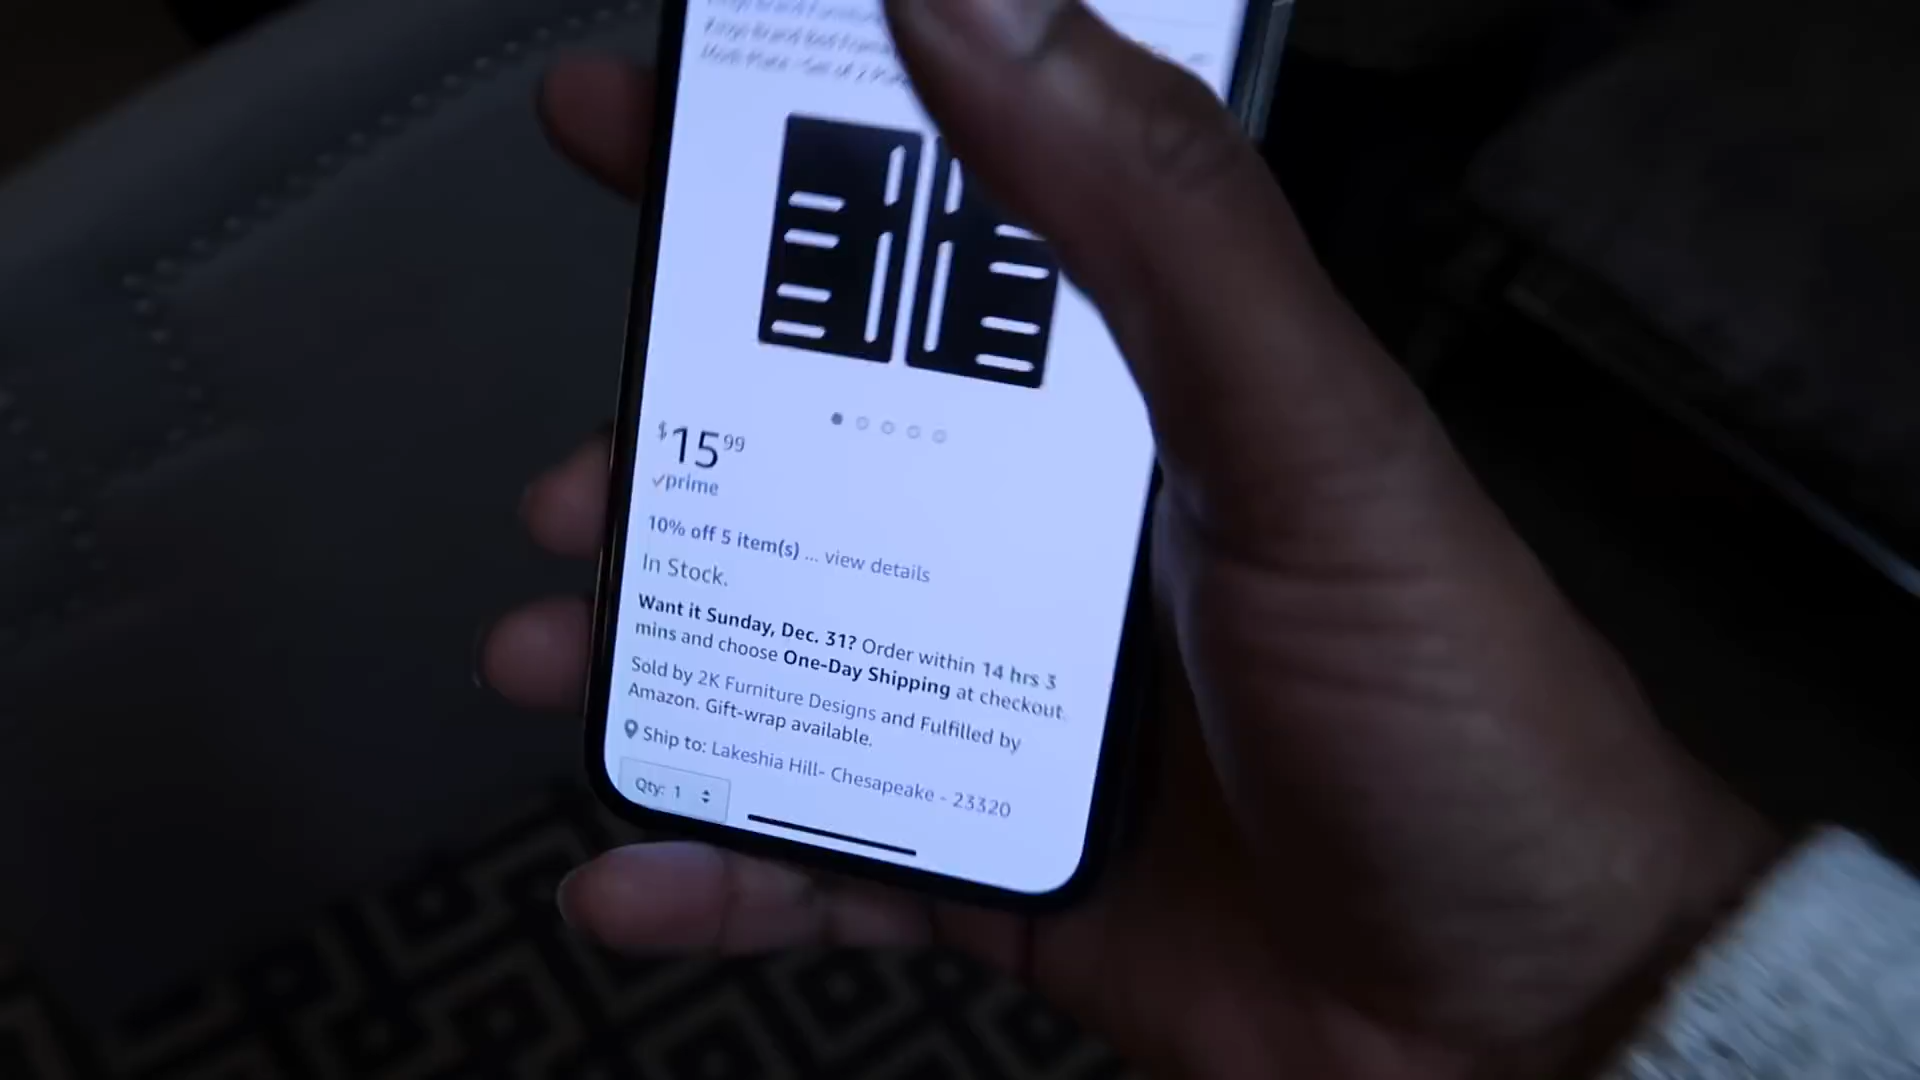 $15.99
✓prime
10% off 5 item(s) ... view details
In Stock.
Want it Sunday, Dec. 31? Order within 14 hrs 3
mins and choose One-Day Shipping at checkout.
Sold by 2K Furniture Designs and Fulfilled by
Amazon. Gift-wrap available.
Ship to: Lakeshia Hill- Chesapeake - 23320
Qty: 1